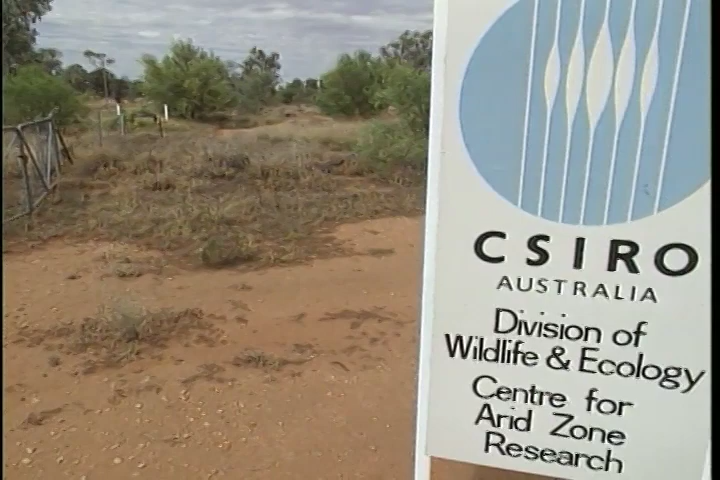 CSIRO
AUSTRALIA
Division of
Wildlife & Ecology
Centre for
Arid Zone
Research